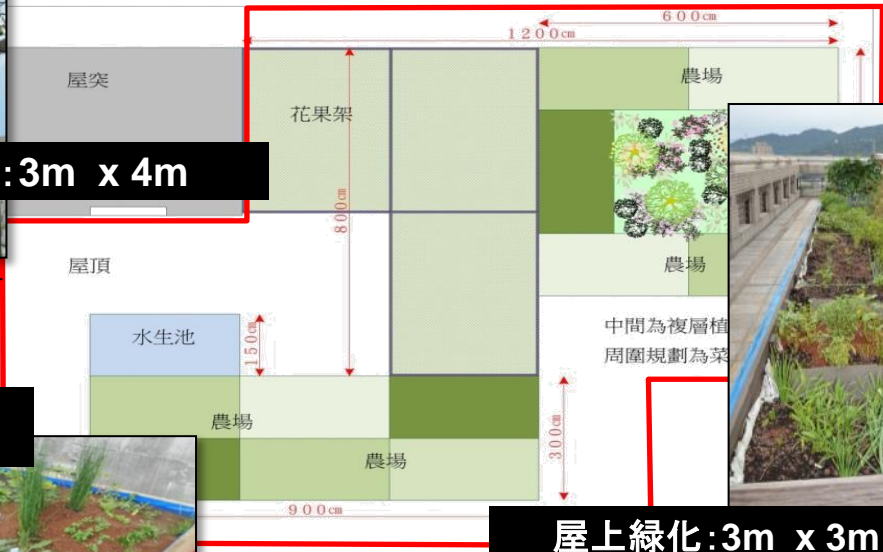 600cm
1200cm
屋突
花果架
農場
:3m x 4m
800cm
屋頂
農場
水生池
150cm
中間為複層植
周圍規劃為菜
農場
農場
300cm
900cm
屋上緑化:3m x 3m